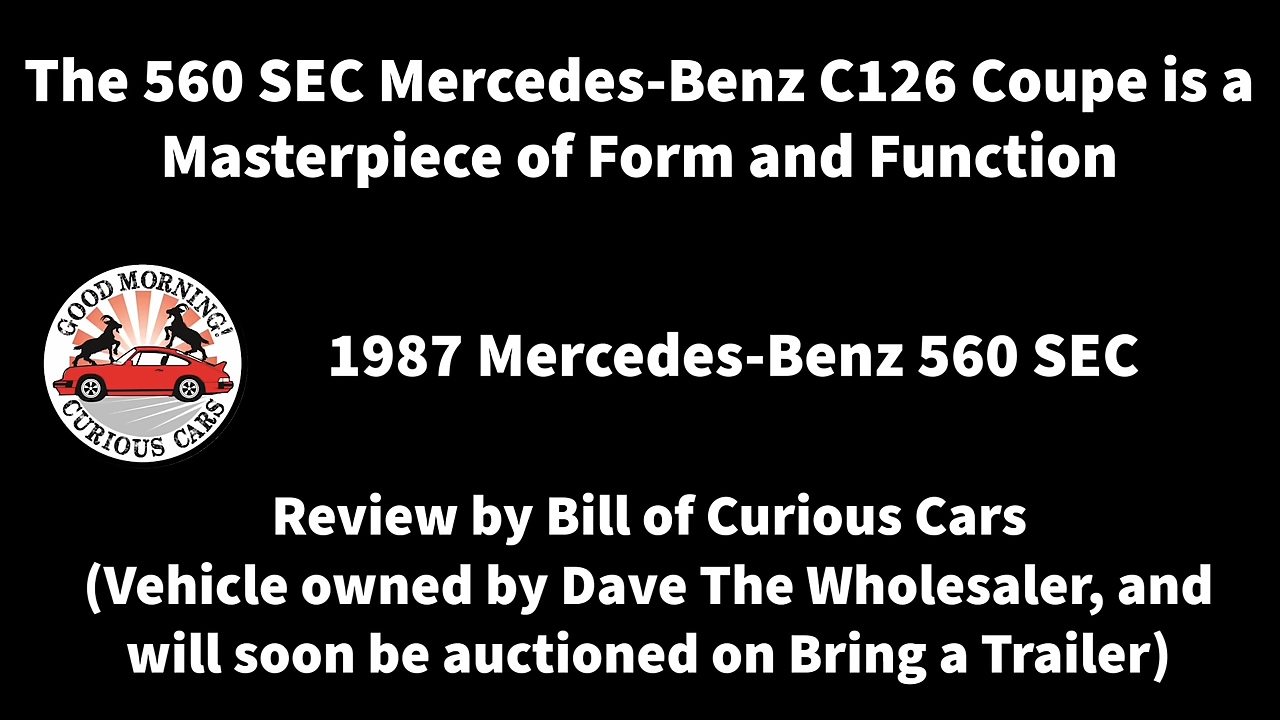 The 560 SEC Mercedes-Benz C126 Coupe is a
Masterpiece of Form and Function
GOOD MORNING!
CURIOUS CARS
1987 Mercedes-Benz 560 SEC
Review by Bill of Curious Cars
(Vehicle owned by Dave The Wholesaler, and
will soon be auctioned on Bring a Trailer)